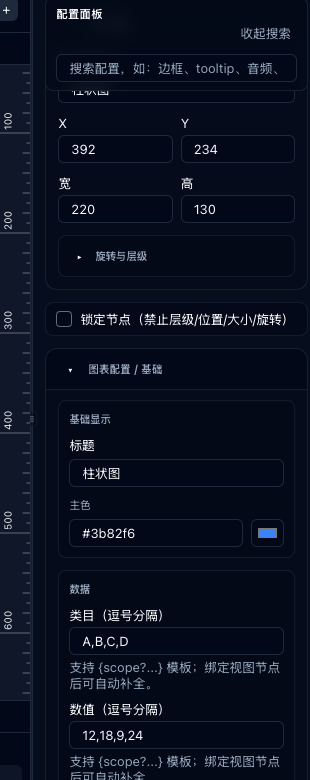 +
配置面板
收起搜索
搜索配置，如：边框、tooltip、音频、
柱状图
X
Y
392
234
宽
高
220
130
旋转与层级
锁定节点（禁止层级/位置/大小/旋转）
图表配置 / 基础
基础显示
标题
柱状图
主色
#3b82f6
数据
类目（逗号分隔）
A,B,C,D
支持 {scope?...} 模板；绑定视图节点
后可自动补全。
数值（逗号分隔）
12,18,9,24
支持 {scope?...} 模板；绑定视图节点
后可自动补全。
100
200
300
400
500
600